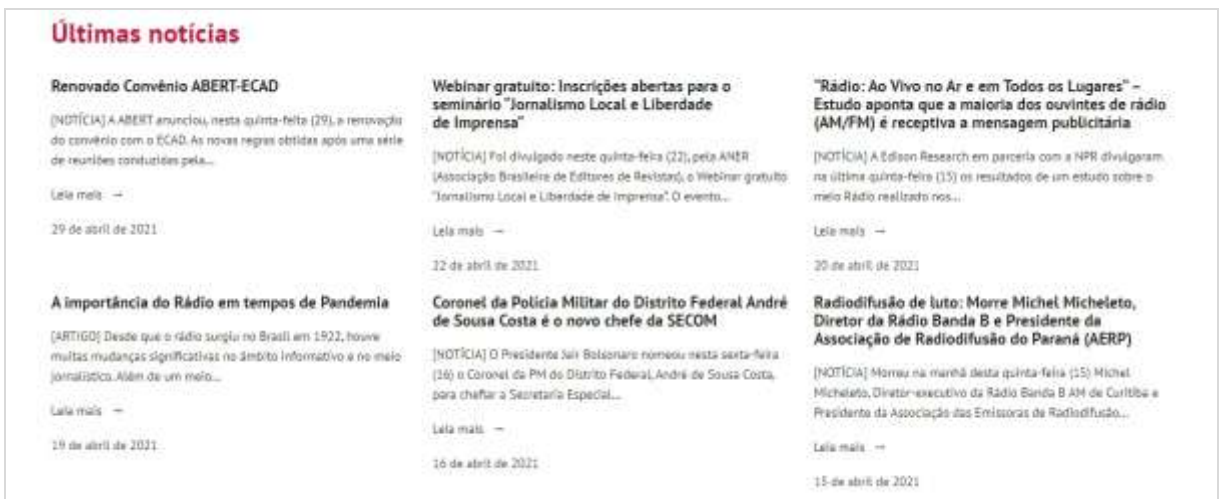 Últimas notícias
Renovado Convênio ABERT-ECAD
[NOTÍCIA] A ABERT anunciou, nesta quinta-feita (29), a renovação
do convênio com o ECAD. As novas regras obtidas após uma série
de reuniões conduzidas pela...
Leia mais →
29 de abril de 2021
Webinar gratuito: Inscrições abertas para o
seminário "Jornalismo Local e Liberdade
de Imprensa"
[NOTÍCIA] Foi divulgado neste quinta-feira (22), pela ANER
(Associação Brasileira de Editores de Revistas), o Webinar gratuito
"Jornalismo Local e Liberdade de Imprensa". O evento...
Leia mais →
22 de abril de 2021
"Rádio: Ao Vivo no Ar e em Todos os Lugares" –
Estudo aponta que a maioria dos ouvintes de rádio
(AM/FM) é receptiva a mensagem publicitária
[NOTÍCIA] A Edison Research em parceria com a NPR divulgaram
na última quinta-feira (15) os resultados de um estudo sobre o
meio Rádio realizado nos...
Leia mais →
20 de abril de 2021
A importância do Rádio em tempos de Pandemia
[ARTIGO] Desde que o rádio surgiu no Brasil em 1922, houve
muitas mudanças significativas no âmbito informativo e no meio
jornalístico. Além de um meio...
Leia mais →
19 de abril de 2021
Coronel da Polícia Militar do Distrito Federal André
de Sousa Costa é o novo chefe da SECOM
[NOTÍCIA] O Presidente Jair Bolsonaro nomeou nesta sexta-feira
(16) o Coronel da PM do Distrito Federal, André de Sousa Costa,
para chefiar a Secretaria Especial...
Leia mais →
16 de abril de 2021
Radiodifusão de luto: Morre Michel Micheleto,
Diretor da Rádio Banda B e Presidente da
Associação de Radiodifusão do Paraná (AERP)
[NOTÍCIA] Morreu na manhã desta quinta-feira (15) Michel
Micheleto, Diretor-executivo da Rádio Banda B AM de Curitiba e
Presidente da Associação das Emissoras de Radiodifusão...
Leia mais →
15 de abril de 2021